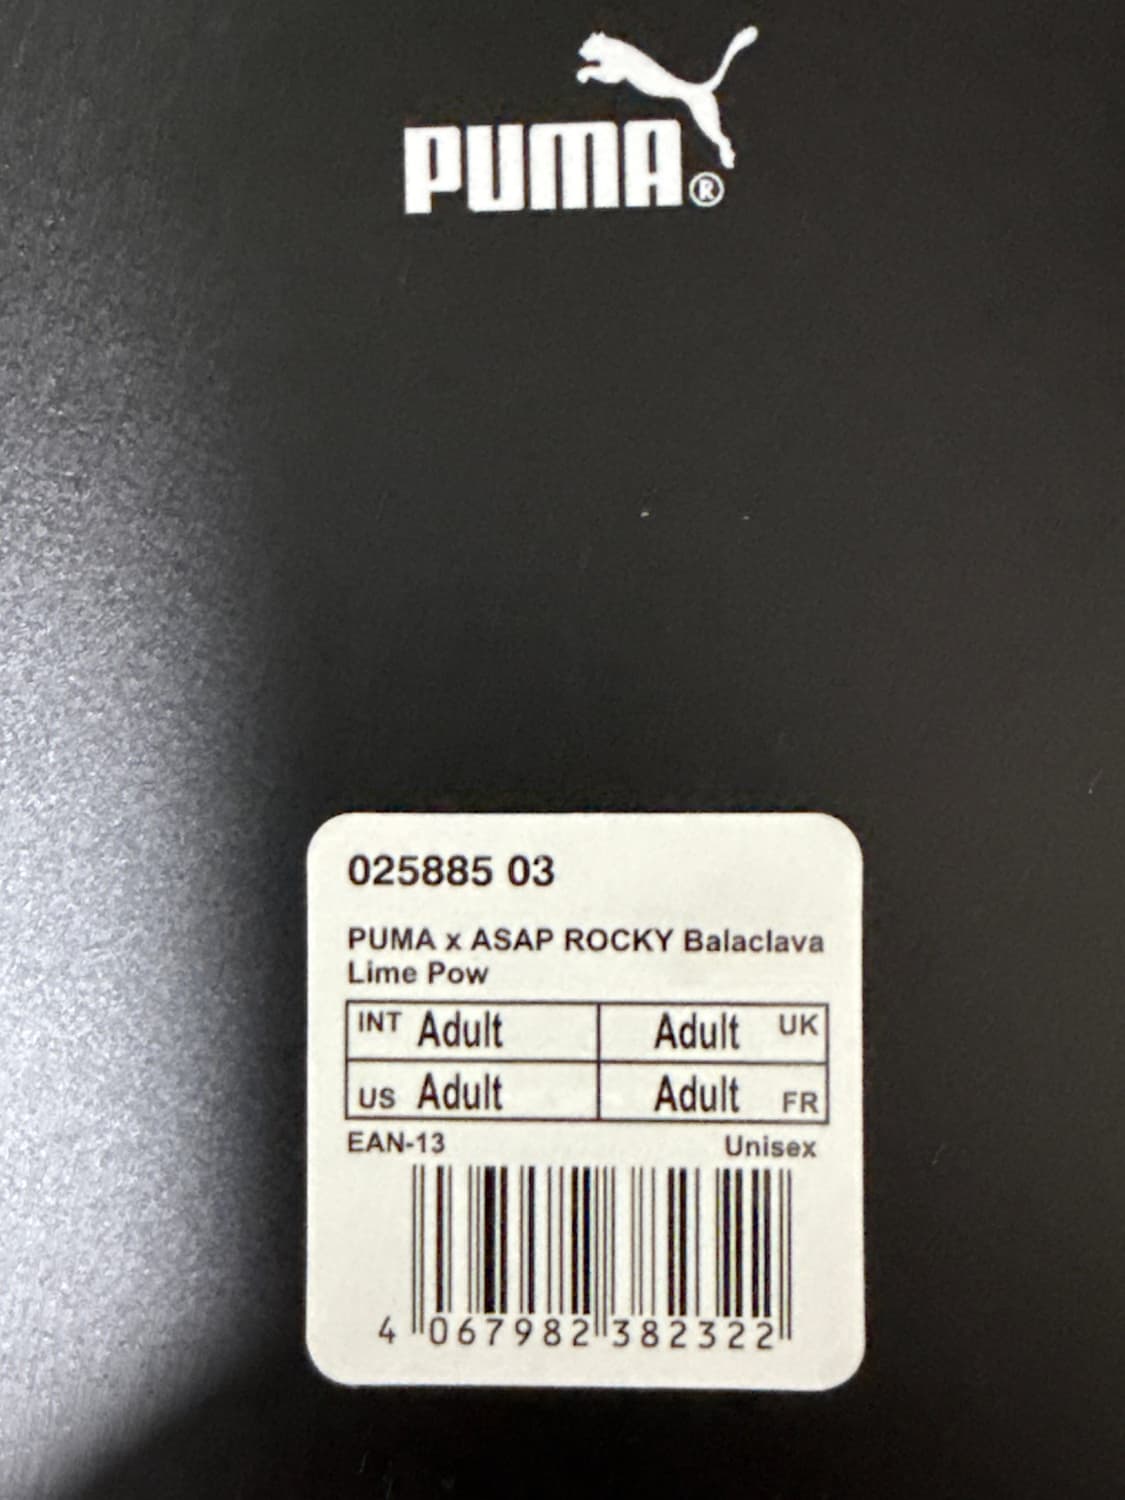 PUMA®
025885 03
PUMA x ASAP ROCKY Balaclava
Lime Pow
INT Adult Adult UK
US Adult Adult FR
EAN-13 Unisex
4 067982 382322